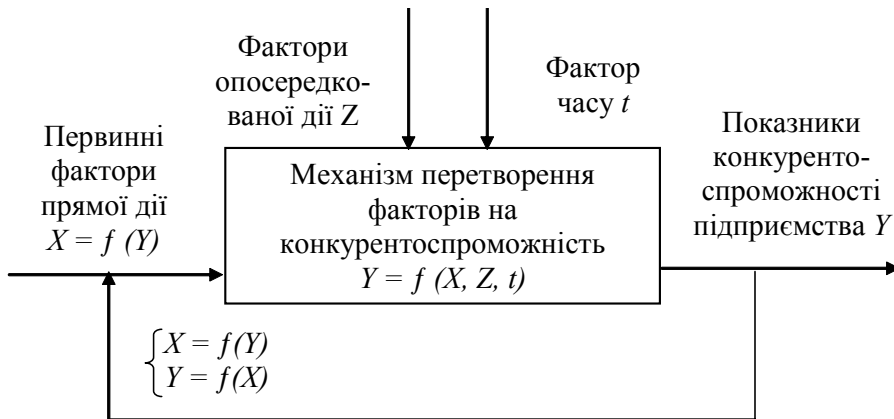 Фактори
опосередко-
ваної дії Z
Фактор
часу t
Первинні
фактори
прямої дії
X = f (Y)
Механізм перетворення
факторів на
конкурентоспроможність
Y = f (X, Z, t)
Показники
конкуренто-
спроможності
підприємства Y
X = f(Y)
Y = f(X)